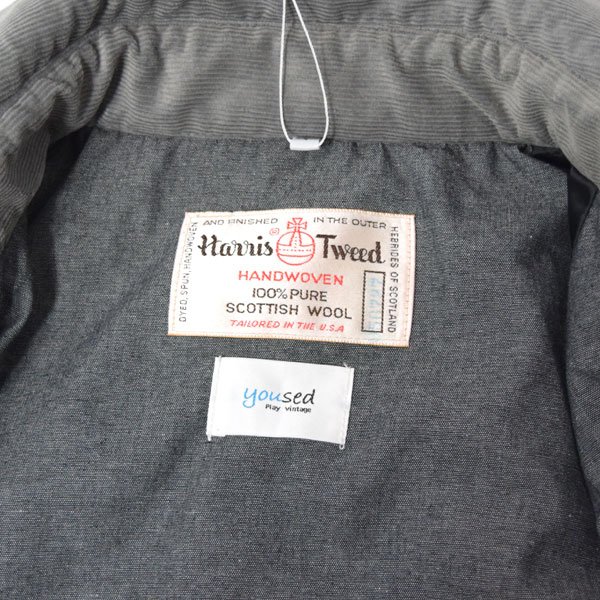 AND FINISHED IN THE OUTER
DYED, SPUN, HANDWOVEN
HEBRIDES OF SCOTLAND
Harris® Tweed
HANDWOVEN
100% PURE
SCOTTISH WOOL
TAILORED IN THE U.S.A
yoused
Play vintage